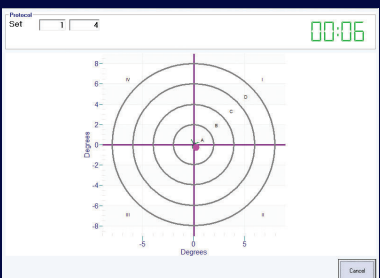 Protocol
Set 1 4
00:06
8
IV I
6
D
4
C
2 B
A
Degrees 0
-2
-4
-6
III II
-8
-5 0 5
Degrees
Cancel